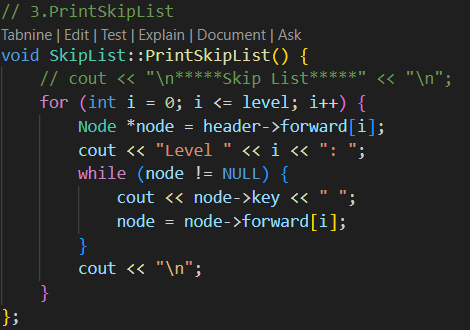 // 3.PrintSkipList
Tabnine | Edit | Test | Explain | Document | Ask
void SkipList::PrintSkipList() {
    // cout << "\n*****Skip List*****" << "\n";
    for (int i = 0; i <= level; i++) {
        Node *node = header->forward[i];
        cout << "Level " << i << ": ";
        while (node != NULL) {
            cout << node->key << " ";
            node = node->forward[i];
        }
        cout << "\n";
    }
};